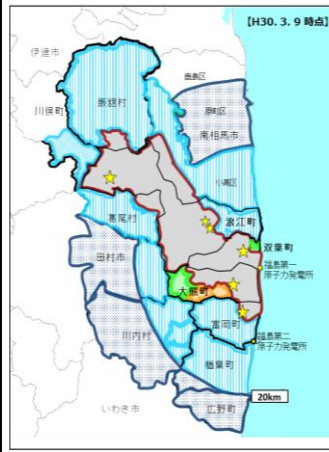 【H30. 3. 9 時点】
伊達市
鹿島区
川俣町
飯舘村
原町区
南相馬市
小高区
葛尾村
浪江町
双葉町
田村市
福島第一
原子力発電所
大熊町
富岡町
川内村
福島第二
原子力発電所
楢葉町
20km
いわき市
広野町